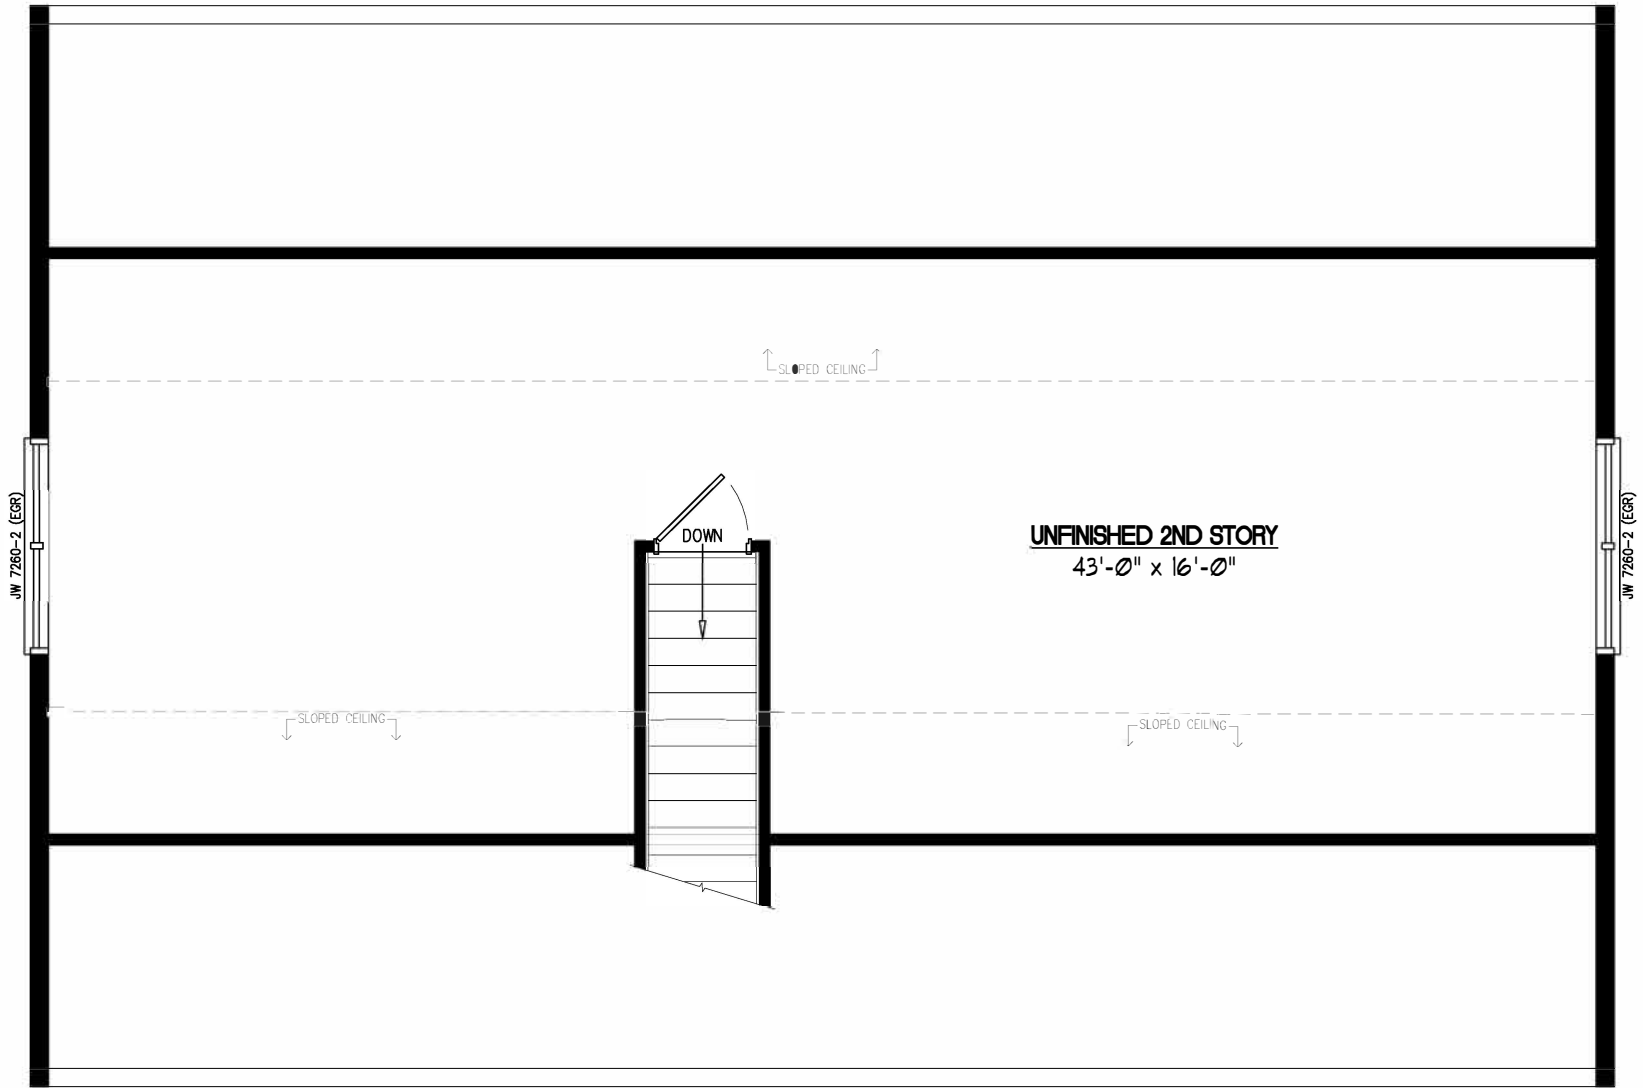 SLOPED CEILING
JW 7260-2 (EGR)
DOWN
UNFINISHED 2ND STORY
43'-0" x 16'-0"
JW 7260-2 (EGR)
SLOPED CEILING
SLOPED CEILING